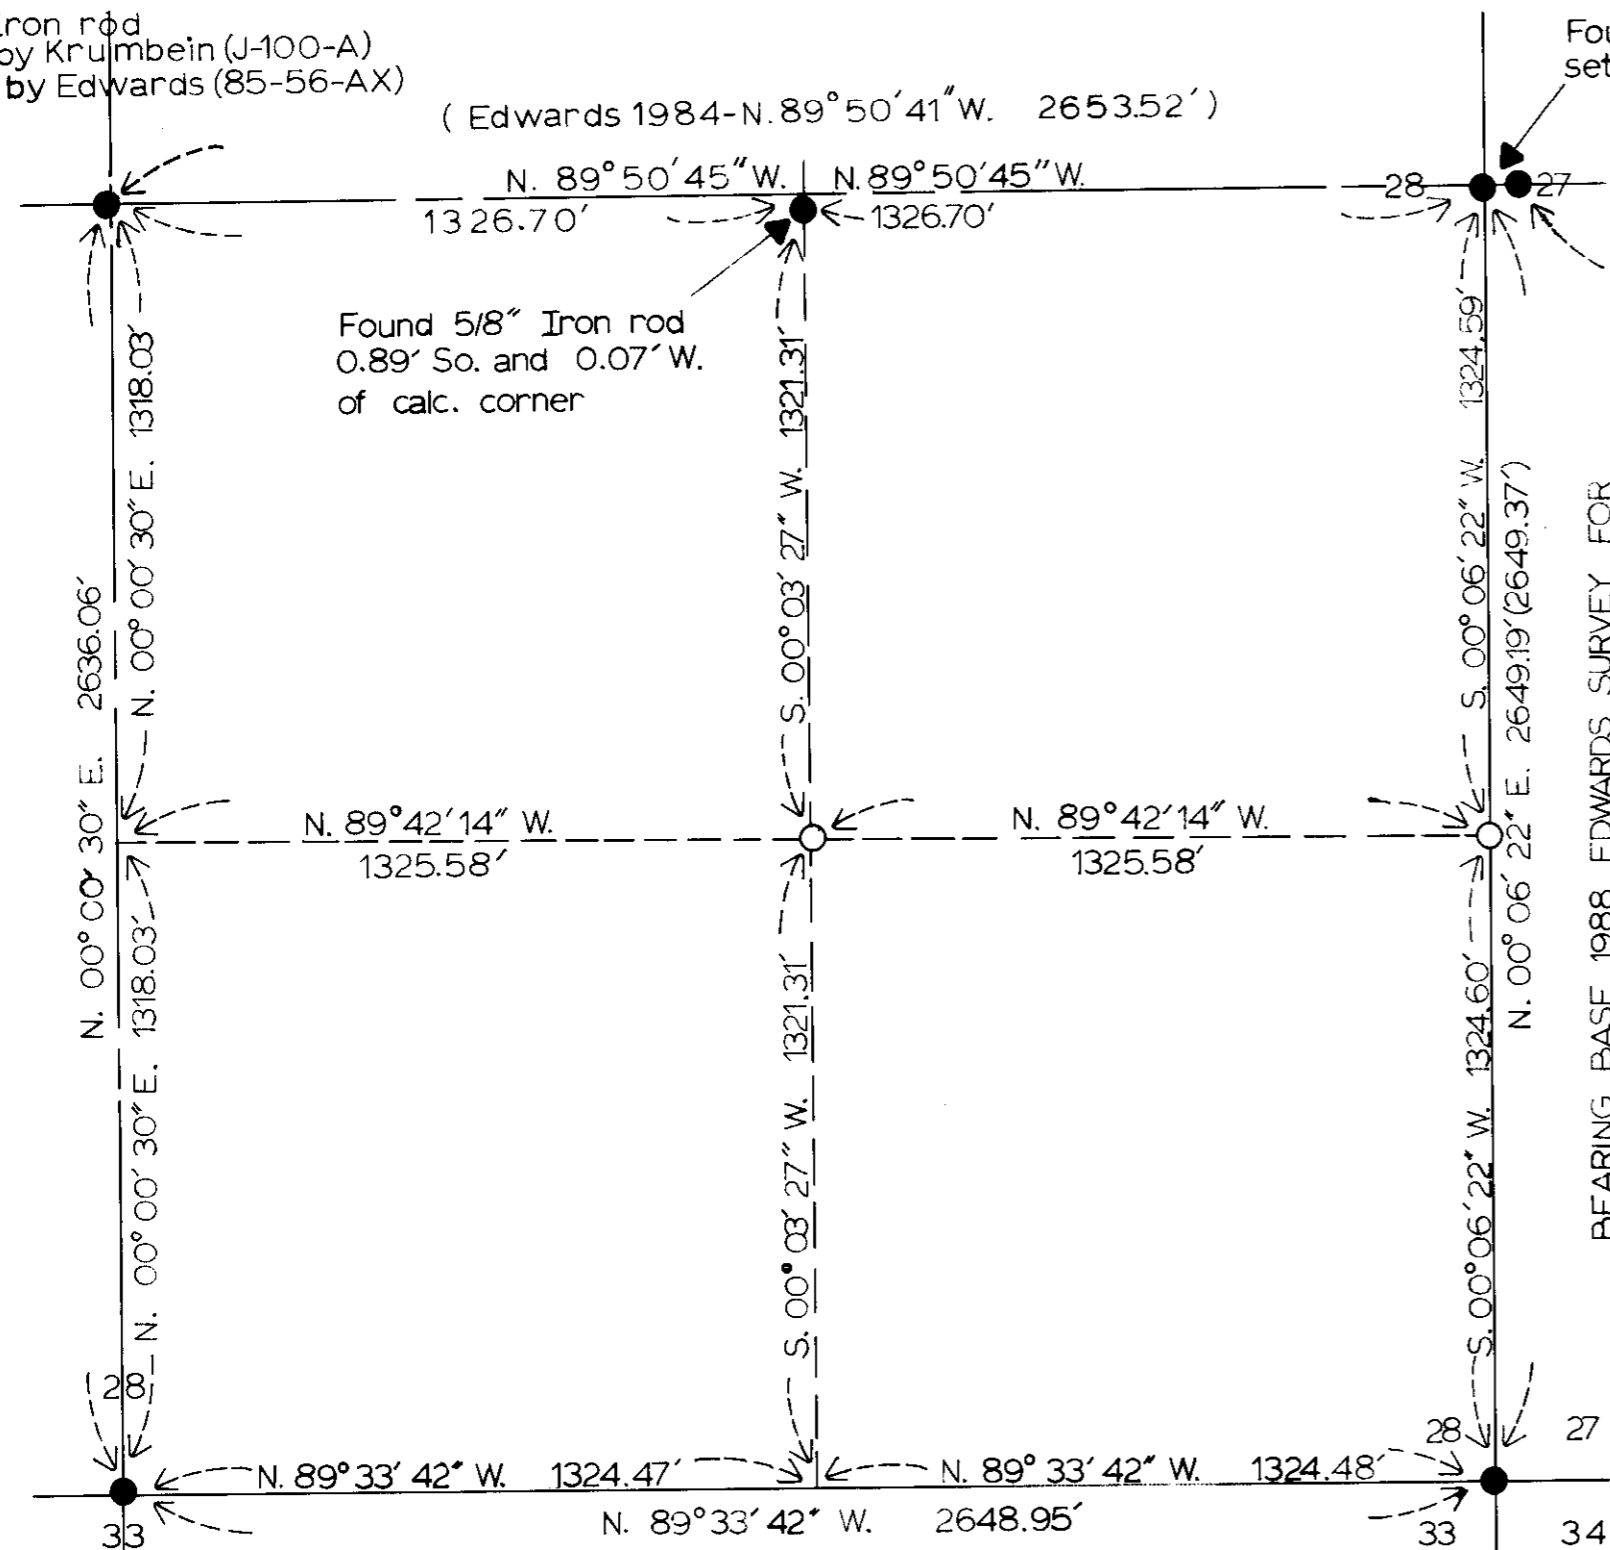 Iron rod
by Krumbein (J-100-A)
by Edwards (85-56-AX)
( Edwards 1984-N. 89°50'41"W. 2653.52')
N. 89°50'45"W.
1326.70'
N. 89°50'45"W.
1326.70'
28
27
Found 5/8" Iron rod
0.89' So. and 0.07' W.
of calc. corner
N. 00°00'30"E. 2636.06'
N. 00°00'30"E. 1318.03'
S. 00°03'27"W. 1321.31'
S. 00°06'22"W. 1324.59'
N. 00°06'22"E. 2649.19'(2649.37')
BEARING BASE 1988 EDWARDS SURVEY FOR
N. 89°42'14" W.
1325.58'
N. 89°42'14" W.
1325.58'
N. 00°00'30"E. 1318.03'
S. 00°03'27"W. 1321.31'
S. 00°06'22"W. 1324.60'
28
28
27
N. 89°33'42" W. 1324.47'
N. 89°33'42" W. 1324.48'
N. 89°33'42" W. 2648.95'
33
33
34